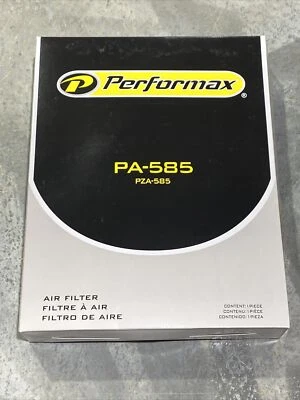 Performax®
PA-585
PZA-585
AIR FILTER
FILTRE À AIR
FILTRO DE AIRE
CONTENT: 1 PIECE
CONTENU: 1 PIÈCE
CONTENIDO: 1 PIEZA